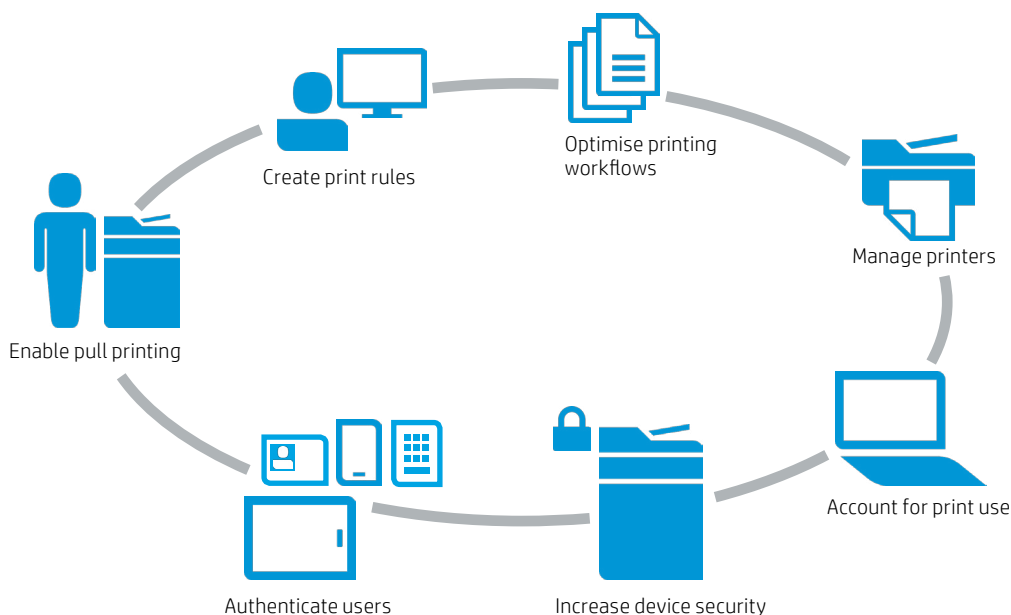 Create print rules
Optimise printing
workflows
Manage printers
Enable pull printing
Account for print use
Authenticate users
Increase device security